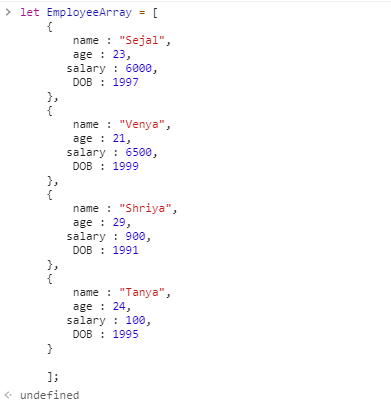 > let EmployeeArray = [
{
name : "Sejal",
age : 23,
salary : 6000,
DOB : 1997
},
{
name : "Venya",
age : 21,
salary : 6500,
DOB : 1999
},
{
name : "Shriya",
age : 29,
salary : 900,
DOB : 1991
},
{
name : "Tanya",
age : 24,
salary : 100,
DOB : 1995
}
];
undefined